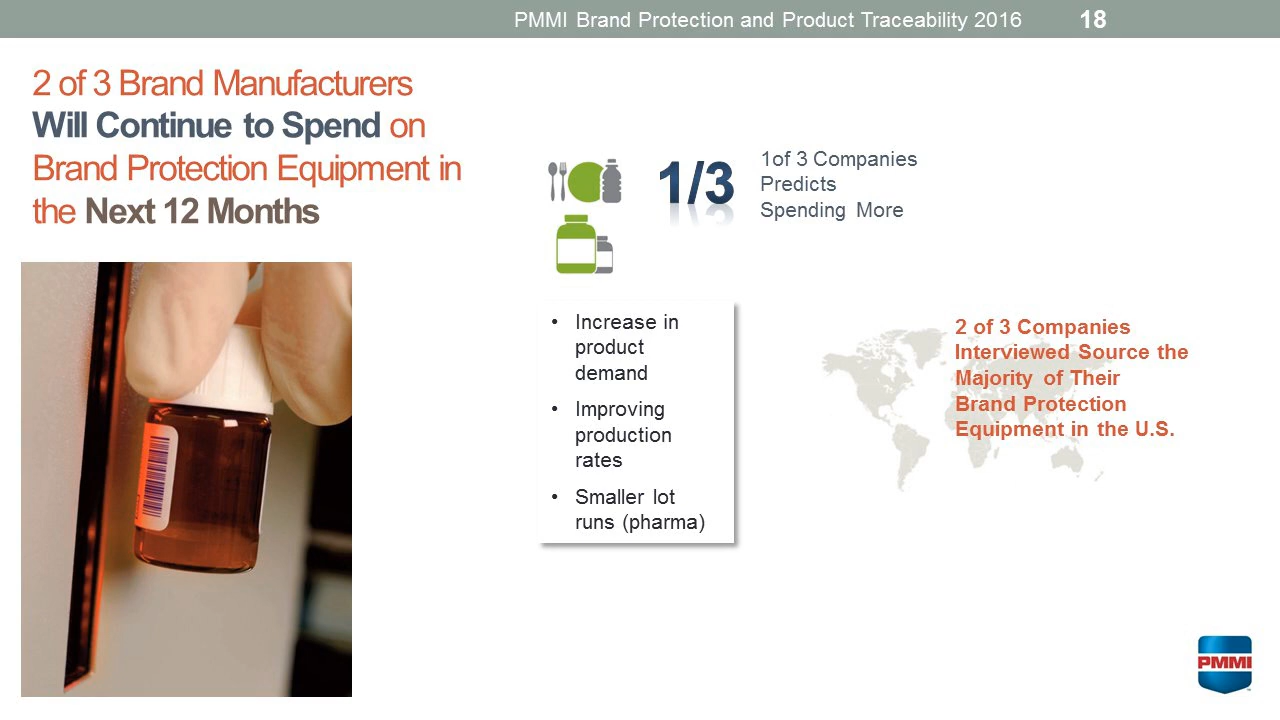 PMMI Brand Protection and Product Traceability 2016 18
2 of 3 Brand Manufacturers
Will Continue to Spend on
Brand Protection Equipment in
the Next 12 Months
1/3
1of 3 Companies
Predicts
Spending More
• Increase in
product
demand
• Improving
production
rates
• Smaller lot
runs (pharma)
2 of 3 Companies
Interviewed Source the
Majority of Their
Brand Protection
Equipment in the U.S.
PMMI